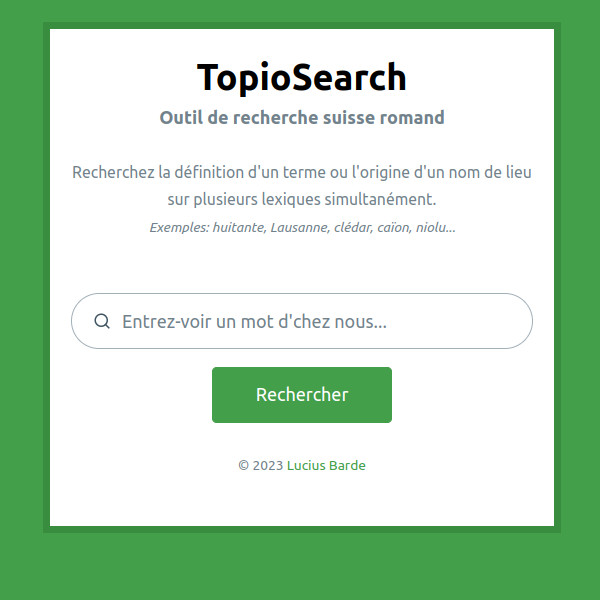 TopioSearch
Outil de recherche suisse romand
Recherchez la définition d'un terme ou l'origine d'un nom de lieu
sur plusieurs lexiques simultanément.
Exemples: huitante, Lausanne, clédar, caïon, niolu...
Entrez-voir un mot d'chez nous...
Rechercher
© 2023 Lucius Barde